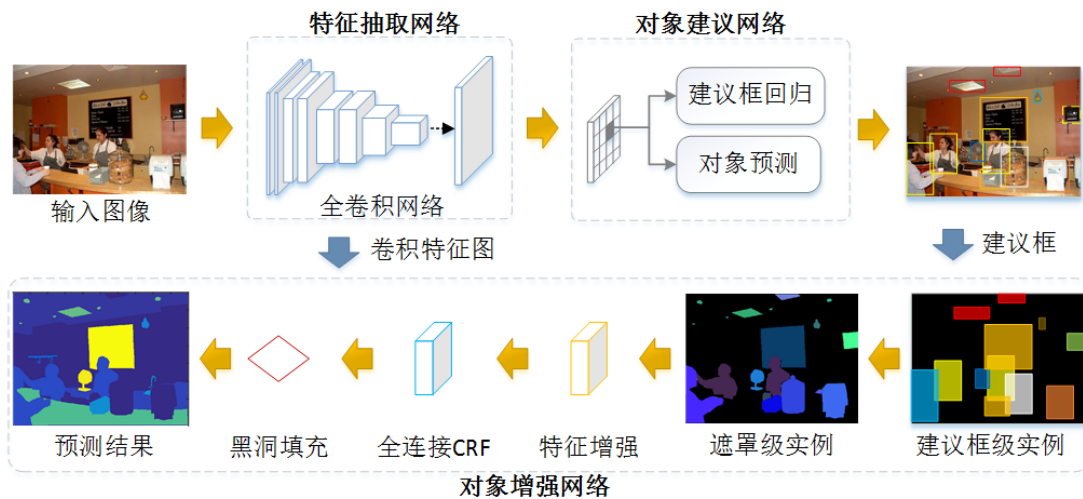 特征抽取网络
对象建议网络
建议框回归
对象预测
输入图像
全卷积网络
卷积特征图
建议框
预测结果
黑洞填充
全连接CRF
特征增强
遮罩级实例
建议框级实例
对象增强网络